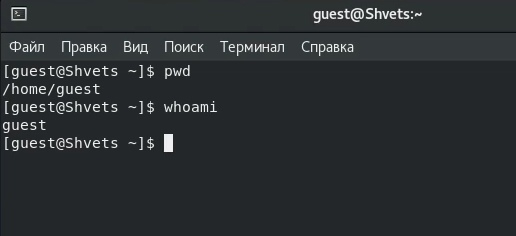 guest@Shvets:~
Файл Правка Вид Поиск Терминал Справка
[guest@Shvets ~]$ pwd
/home/guest
[guest@Shvets ~]$ whoami
guest
[guest@Shvets ~]$